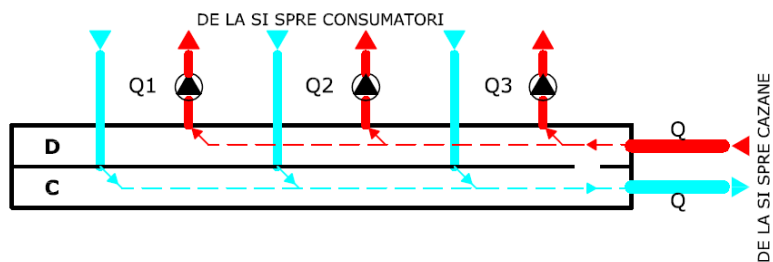 DE LA SI SPRE CONSUMATORI
Q1
Q2
Q3
D
Q
C
Q
DE LA SI SPRE CAZANE